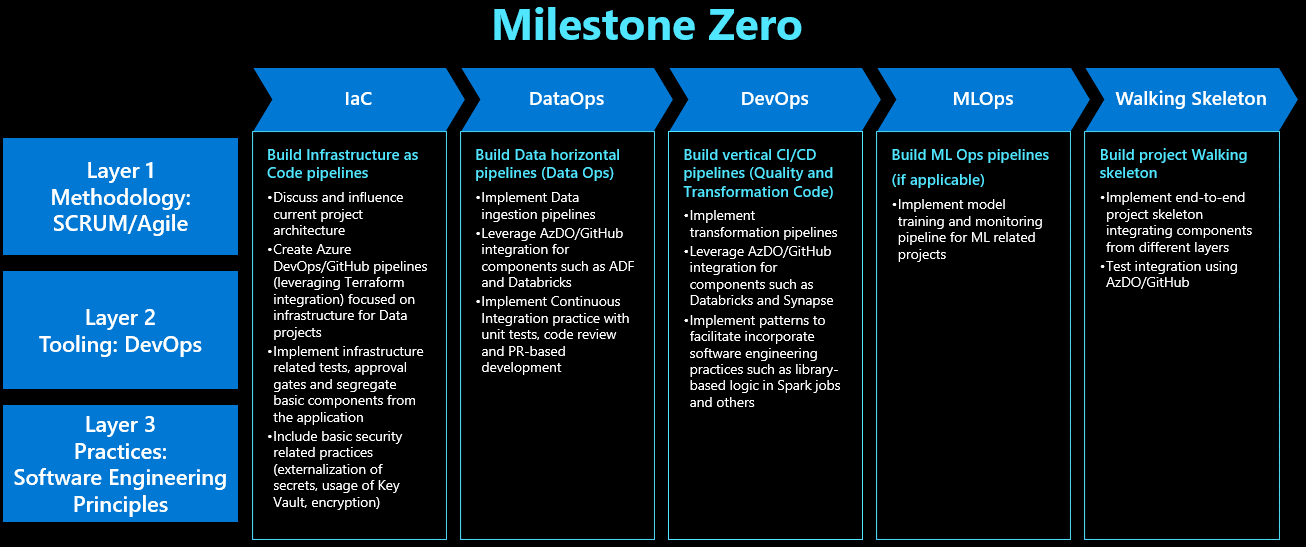 Milestone Zero
IaC
DataOps
DevOps
MLOps
Walking Skeleton
Layer 1
Methodology:
SCRUM/Agile
Layer 2
Tooling: DevOps
Layer 3
Practices:
Software Engineering
Principles
Build Infrastructure as
Code pipelines
•Discuss and influence
current project
architecture
•Create Azure
DevOps/GitHub pipelines
(leveraging Terraform
integration) focused on
infrastructure for Data
projects
•Implement infrastructure
related tests, approval
gates and segregate
basic components from
the application
•Include basic security
related practices
(externalization of
secrets, usage of Key
Vault, encryption)
Build Data horizontal
pipelines (Data Ops)
•Implement Data
ingestion pipelines
•Leverage AzDO/GitHub
integration for
components such as ADF
and Databricks
•Implement Continuous
Integration practice with
unit tests, code review
and PR-based
development
Build vertical CI/CD
pipelines (Quality and
Transformation Code)
•Implement
transformation pipelines
•Leverage AzDO/GitHub
integration for
components such as
Databricks and Synapse
•Implement patterns to
facilitate incorporate
software engineering
practices such as library-
based logic in Spark jobs
and others
Build ML Ops pipelines
(if applicable)
•Implement model
training and monitoring
pipeline for ML related
projects
Build project Walking
skeleton
•Implement end-to-end
project skeleton
integrating components
from different layers
•Test integration using
AzDO/GitHub